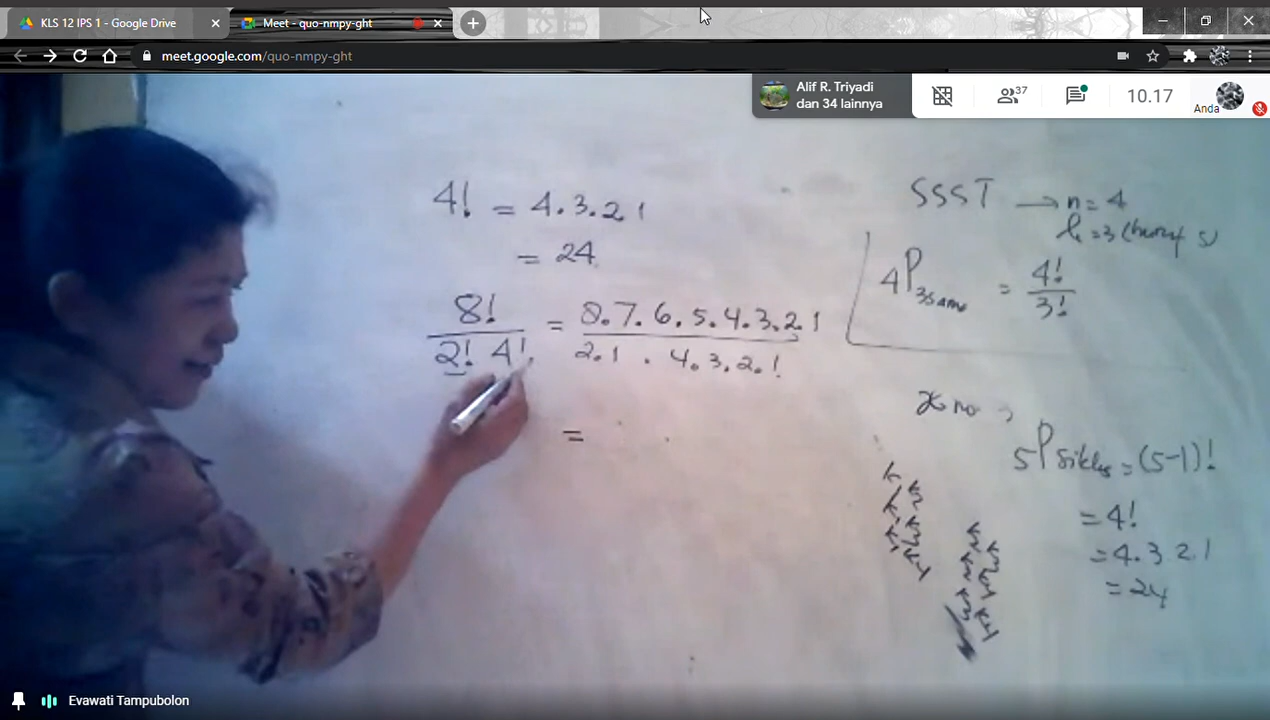 KLS 12 IPS 1 - Google Drive
Meet - quo-nmpy-ght
meet.google.com/quo-nmpy-ght
Alif R. Triyadi
dan 34 lainnya
37
10.17
Anda
4! = 4.3.2 1
= 24
8! / 2! 4! = 8.7.6.5.4.3.2 1 / 2.1 . 4.3.2.!
=
SSST → n = 4
= 3 (huruf S)
4P3sama = 4! / 3!
5P siklus = (5-1)!
= 4!
= 4.3 2 1
= 24
Evawati Tampubolon